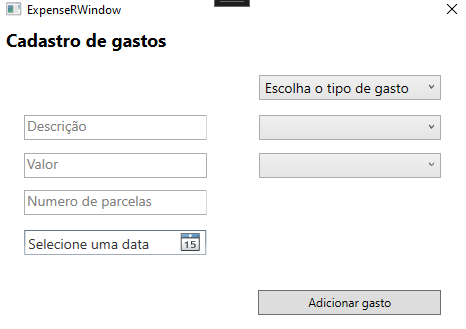 ExpenseRWindow
Cadastro de gastos
Escolha o tipo de gasto
Descrição
Valor
Numero de parcelas
Selecione uma data
15
Adicionar gasto